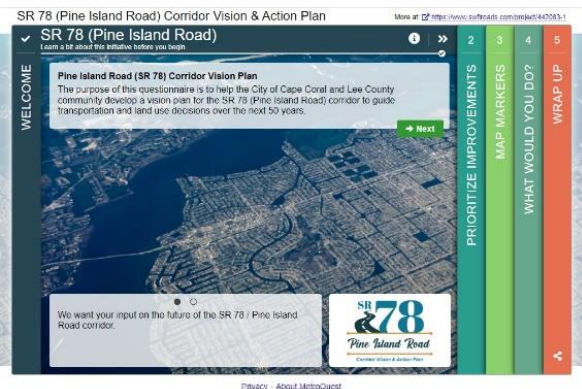 SR 78 (Pine Island Road) Corridor Vision & Action Plan
More at: https://www.swflroads.com/project/442083-1
SR 78 (Pine Island Road)
Learn a bit about this initiative before you begin
WELCOME
Pine Island Road (SR 78) Corridor Vision Plan
The purpose of this questionnaire is to help the City of Cape Coral and Lee County
community develop a vision plan for the SR 78 (Pine Island Road) corridor to guide
transportation and land use decisions over the next 50 years.
Next
We want your input on the future of the SR 78 / Pine Island
Road corridor.
SR
78
Pine Island Road
Corridor Vision & Action Plan
2
PRIORITIZE IMPROVEMENTS
3
MAP MARKERS
4
WHAT WOULD YOU DO?
5
WRAP UP
Privacy - About MetroQuest